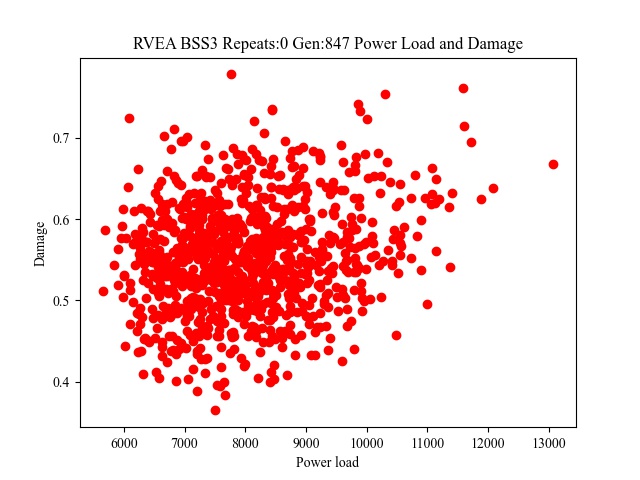 RVEA BSS3 Repeats:0 Gen:847 Power Load and Damage
0.7
0.6
0.5
0.4
Damage
6000 7000 8000 9000 10000 11000 12000 13000
Power load